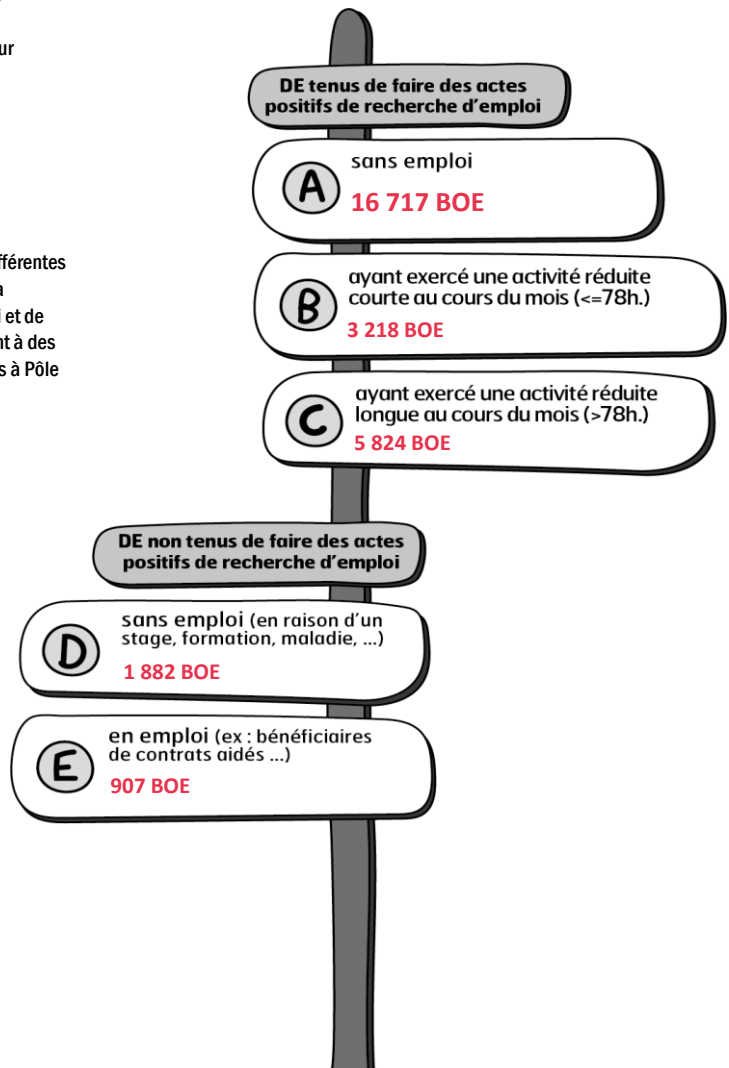 ur
fférentes
a
i et de
nt à des
s à Pôle
DE tenus de faire des actes
positifs de recherche d'emploi
A
sans emploi
16 717 BOE
B
ayant exercé une activité réduite
courte au cours du mois (<=78h.)
3 218 BOE
C
ayant exercé une activité réduite
longue au cours du mois (>78h.)
5 824 BOE
DE non tenus de faire des actes
positifs de recherche d'emploi
D
sans emploi (en raison d'un
stage, formation, maladie, ...)
1 882 BOE
E
en emploi (ex : bénéficiaires
de contrats aidés ...)
907 BOE